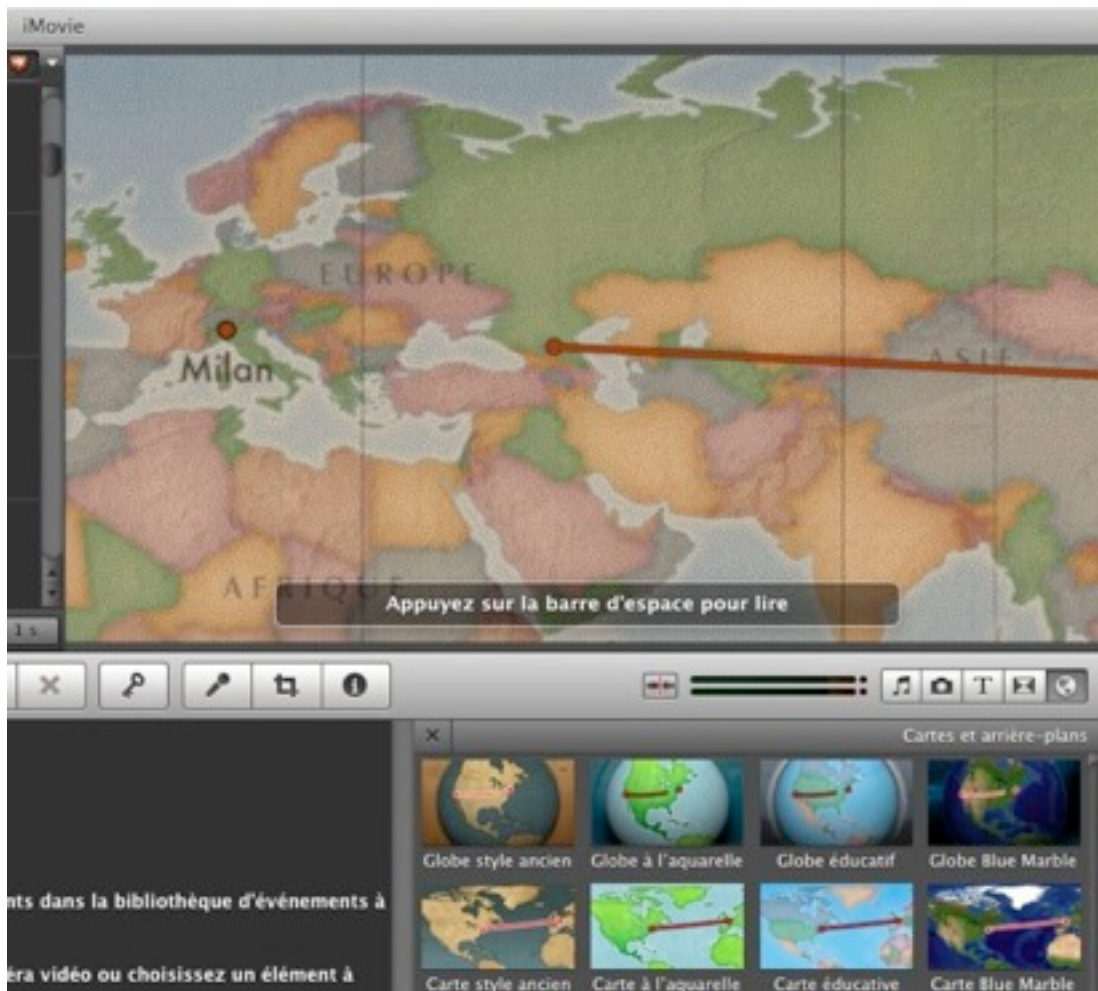 iMovie
EUROPE
Milan
ASIE
AFRIQUE
Appuyez sur la barre d'espace pour lire
1 s
T
Cartes et arrière-plans
Globe style ancien
Globe à l'aquarelle
Globe éducatif
Globe Blue Marble
nts dans la bibliothèque d'événements à
éra vidéo ou choisissez un élément à
Carte style ancien
Carte à l'aquarelle
Carte éducative
Carte Blue Marble